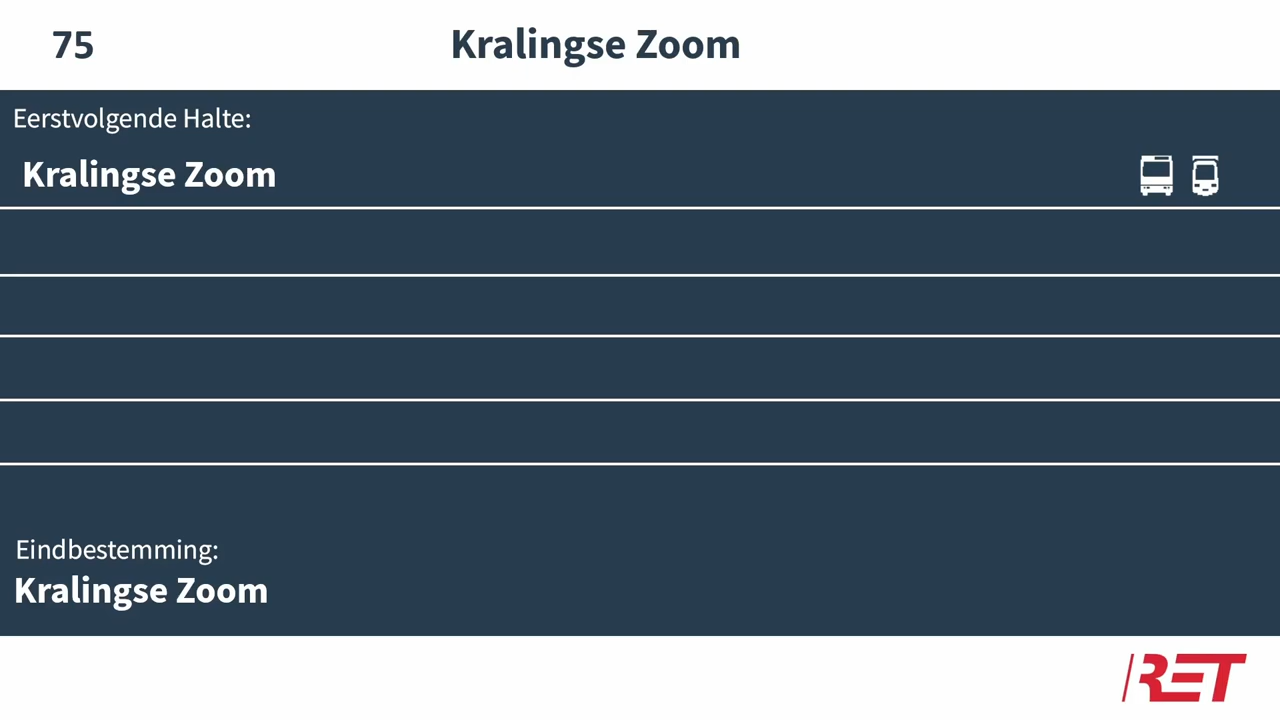 75 Kralingse Zoom
Eerstvolgende Halte:
Kralingse Zoom
Eindbestemming:
Kralingse Zoom
RET